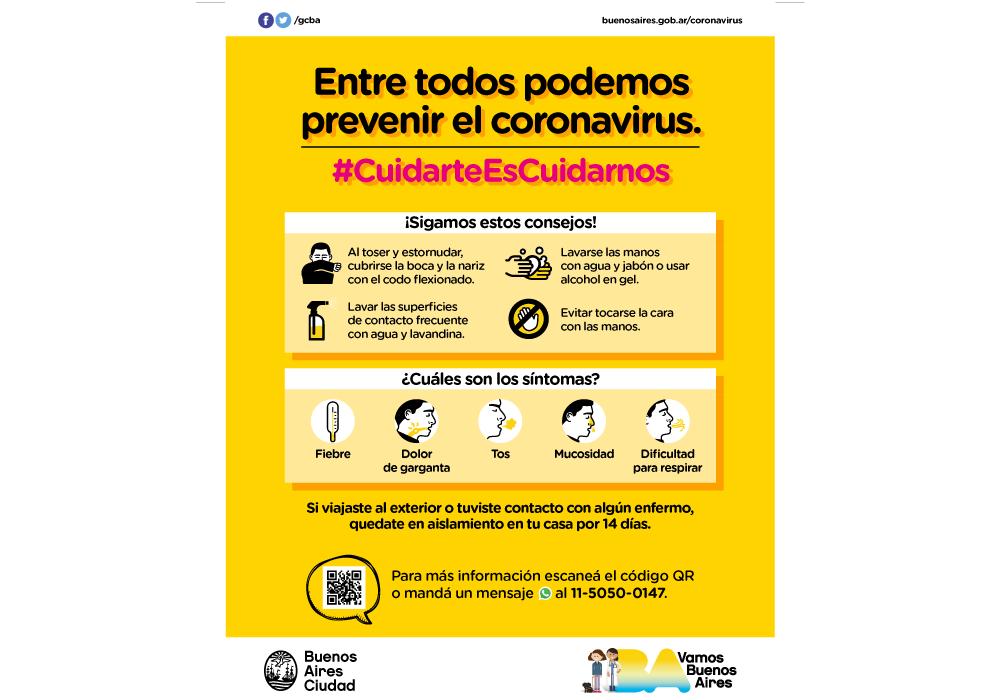 /gcba
buenosaires.gob.ar/coronavirus
Entre todos podemos
prevenir el coronavirus.
#CuidarteEsCuidarnos
¡Sigamos estos consejos!
Al toser y estornudar,
cubrirse la boca y la nariz
con el codo flexionado.
Lavarse las manos
con agua y jabón o usar
alcohol en gel.
Lavar las superficies
de contacto frecuente
con agua y lavandina.
Evitar tocarse la cara
con las manos.
¿Cuáles son los síntomas?
Fiebre
Dolor
de garganta
Tos
Mucosidad
Dificultad
para respirar
Si viajaste al exterior o tuviste contacto con algún enfermo,
quedate en aislamiento en tu casa por 14 días.
Para más información escaneá el código QR
o mandá un mensaje al 11-5050-0147.
Buenos
Aires
Ciudad
BA
Vamos
Buenos
Aires